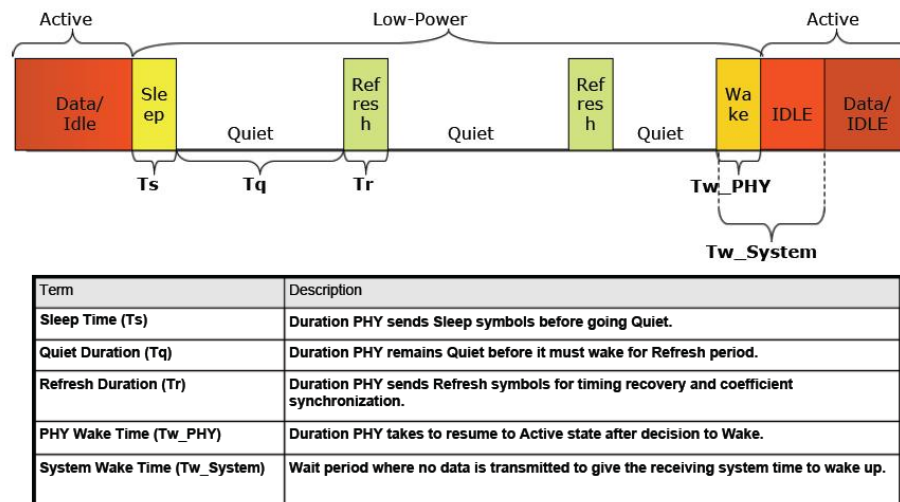 Active
Low-Power
Active
Data/
Idle
Sle
ep
Quiet
Ref
res
h
Quiet
Ref
res
h
Quiet
Wa
ke
IDLE
Data/
IDLE
Ts
Tq
Tr
Tw_PHY
Tw_System
Term
Description
Sleep Time (Ts)
Duration PHY sends Sleep symbols before going Quiet.
Quiet Duration (Tq)
Duration PHY remains Quiet before it must wake for Refresh period.
Refresh Duration (Tr)
Duration PHY sends Refresh symbols for timing recovery and coefficient
synchronization.
PHY Wake Time (Tw_PHY)
Duration PHY takes to resume to Active state after decision to Wake.
System Wake Time (Tw_System)
Wait period where no data is transmitted to give the receiving system time to wake up.